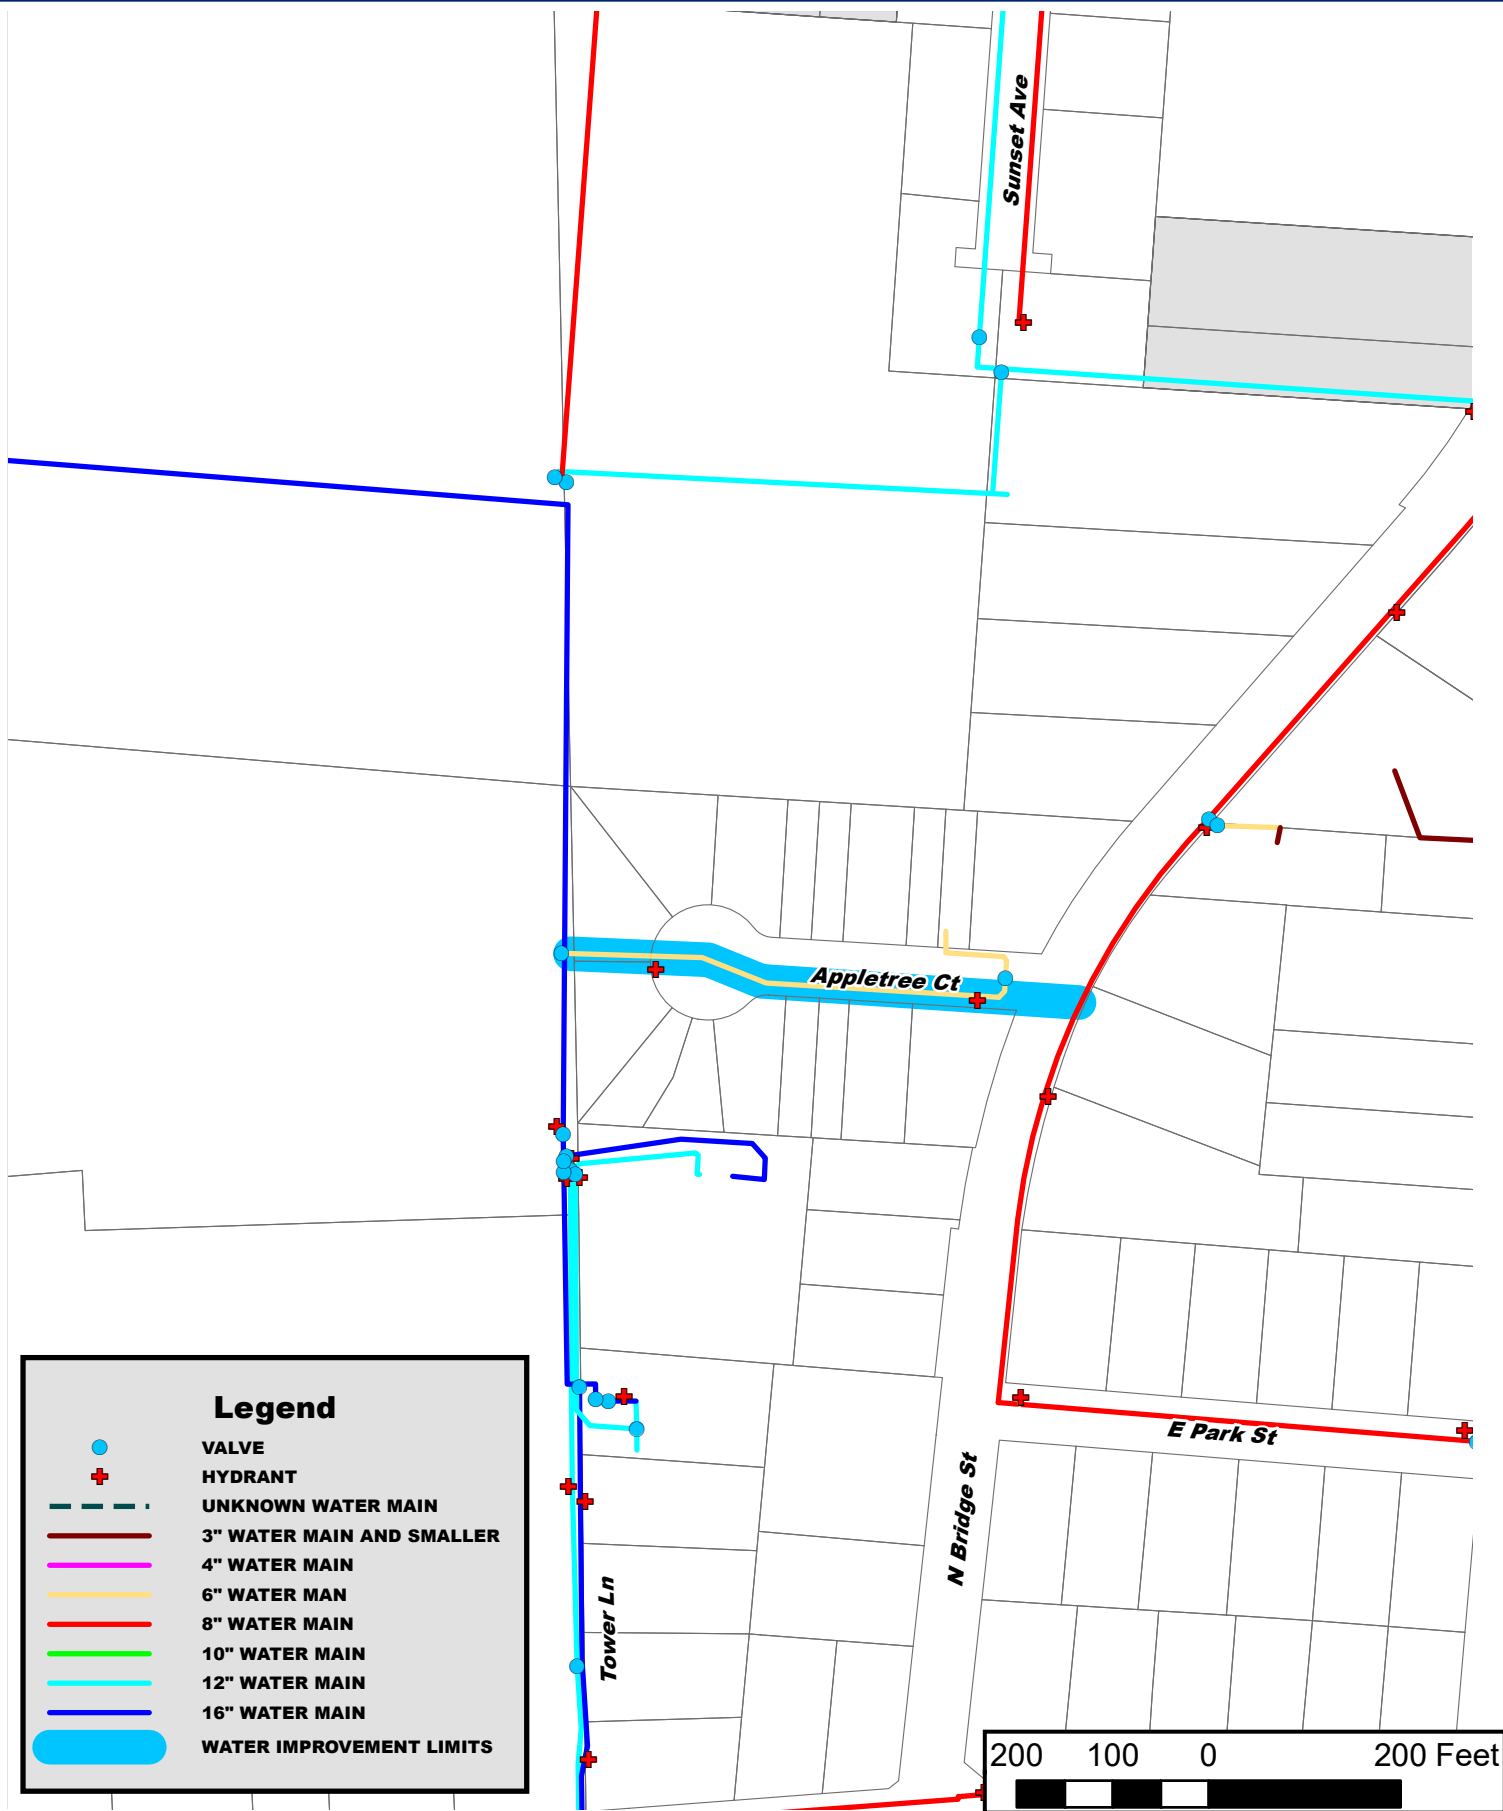 Sunset Ave
Appletree Ct
E Park St
N Bridge St
Tower Ln
Legend
VALVE
HYDRANT
UNKNOWN WATER MAIN
3" WATER MAIN AND SMALLER
4" WATER MAIN
6" WATER MAN
8" WATER MAIN
10" WATER MAIN
12" WATER MAIN
16" WATER MAIN
WATER IMPROVEMENT LIMITS
200 100 0 200 Feet